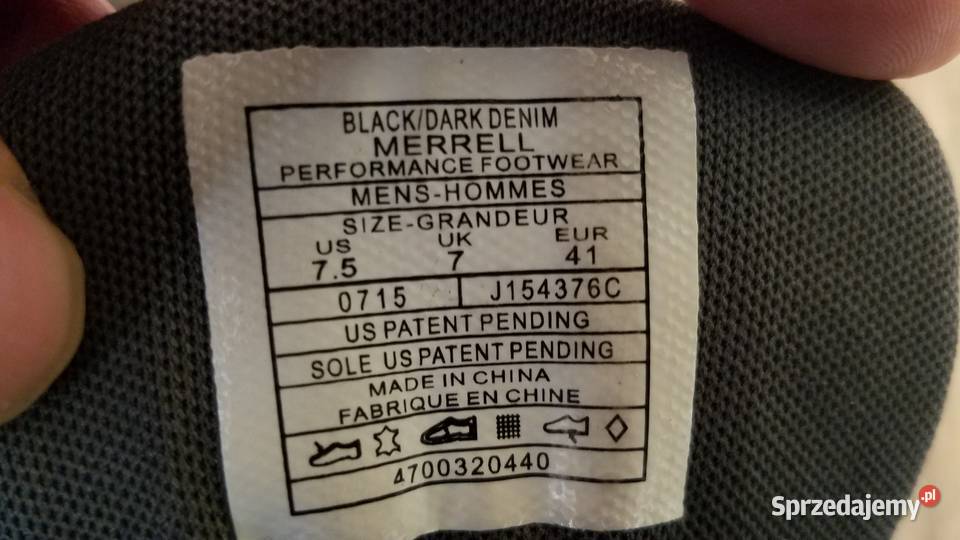 BLACK/DARK DENIM
MERRELL
PERFORMANCE FOOTWEAR
MENS-HOMMES
SIZE-GRANDEUR
US UK EUR
7.5 7 41
0715 J154376C
US PATENT PENDING
SOLE US PATENT PENDING
MADE IN CHINA
FABRIQUE EN CHINE
4700320440
Sprzedajemy.pl